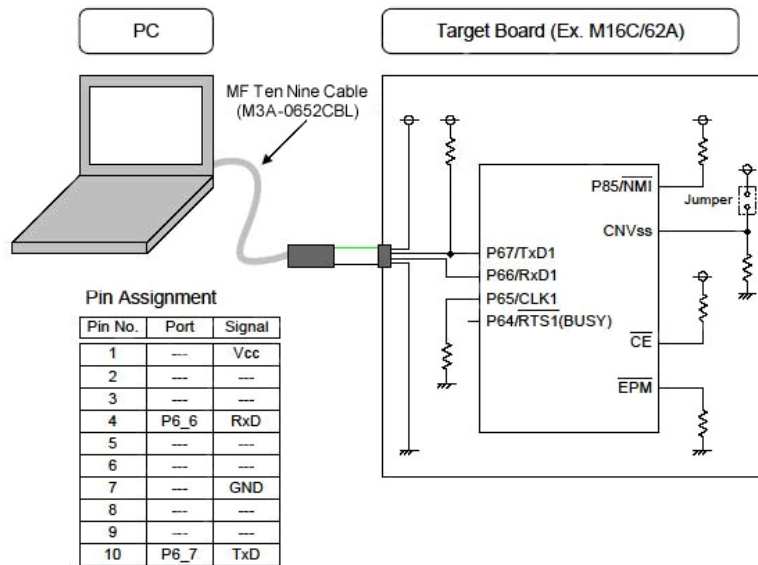 PC
Target Board (Ex. M16C/62A)
MF Ten Nine Cable
(M3A-0652CBL)
P85/NMI
Jumper
CNVss
P67/TxD1
P66/RxD1
P65/CLK1
P64/RTS1(BUSY)
CE
EPM
Pin Assignment
Pin No. Port Signal
1 --- Vcc
2 --- ---
3 --- ---
4 P6_6 RxD
5 --- ---
6 --- ---
7 --- GND
8 --- ---
9 --- ---
10 P6_7 TxD